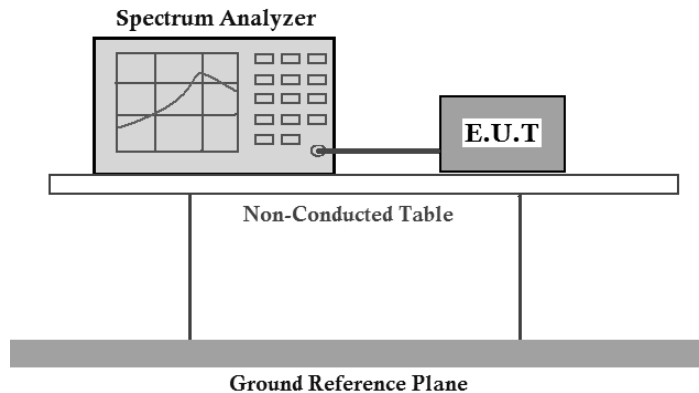 Spectrum Analyzer
E.U.T
Non-Conducted Table
Ground Reference Plane